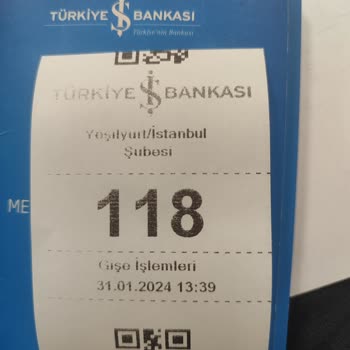 TÜRKİYE İŞ BANKASI
Türkiye'nin Bankası
TÜRKİYE İŞ BANKASI
Yeşilyurt/İstanbul
Şubesi
118
ME
Gişe İşlemleri
31.01.2024 13:39